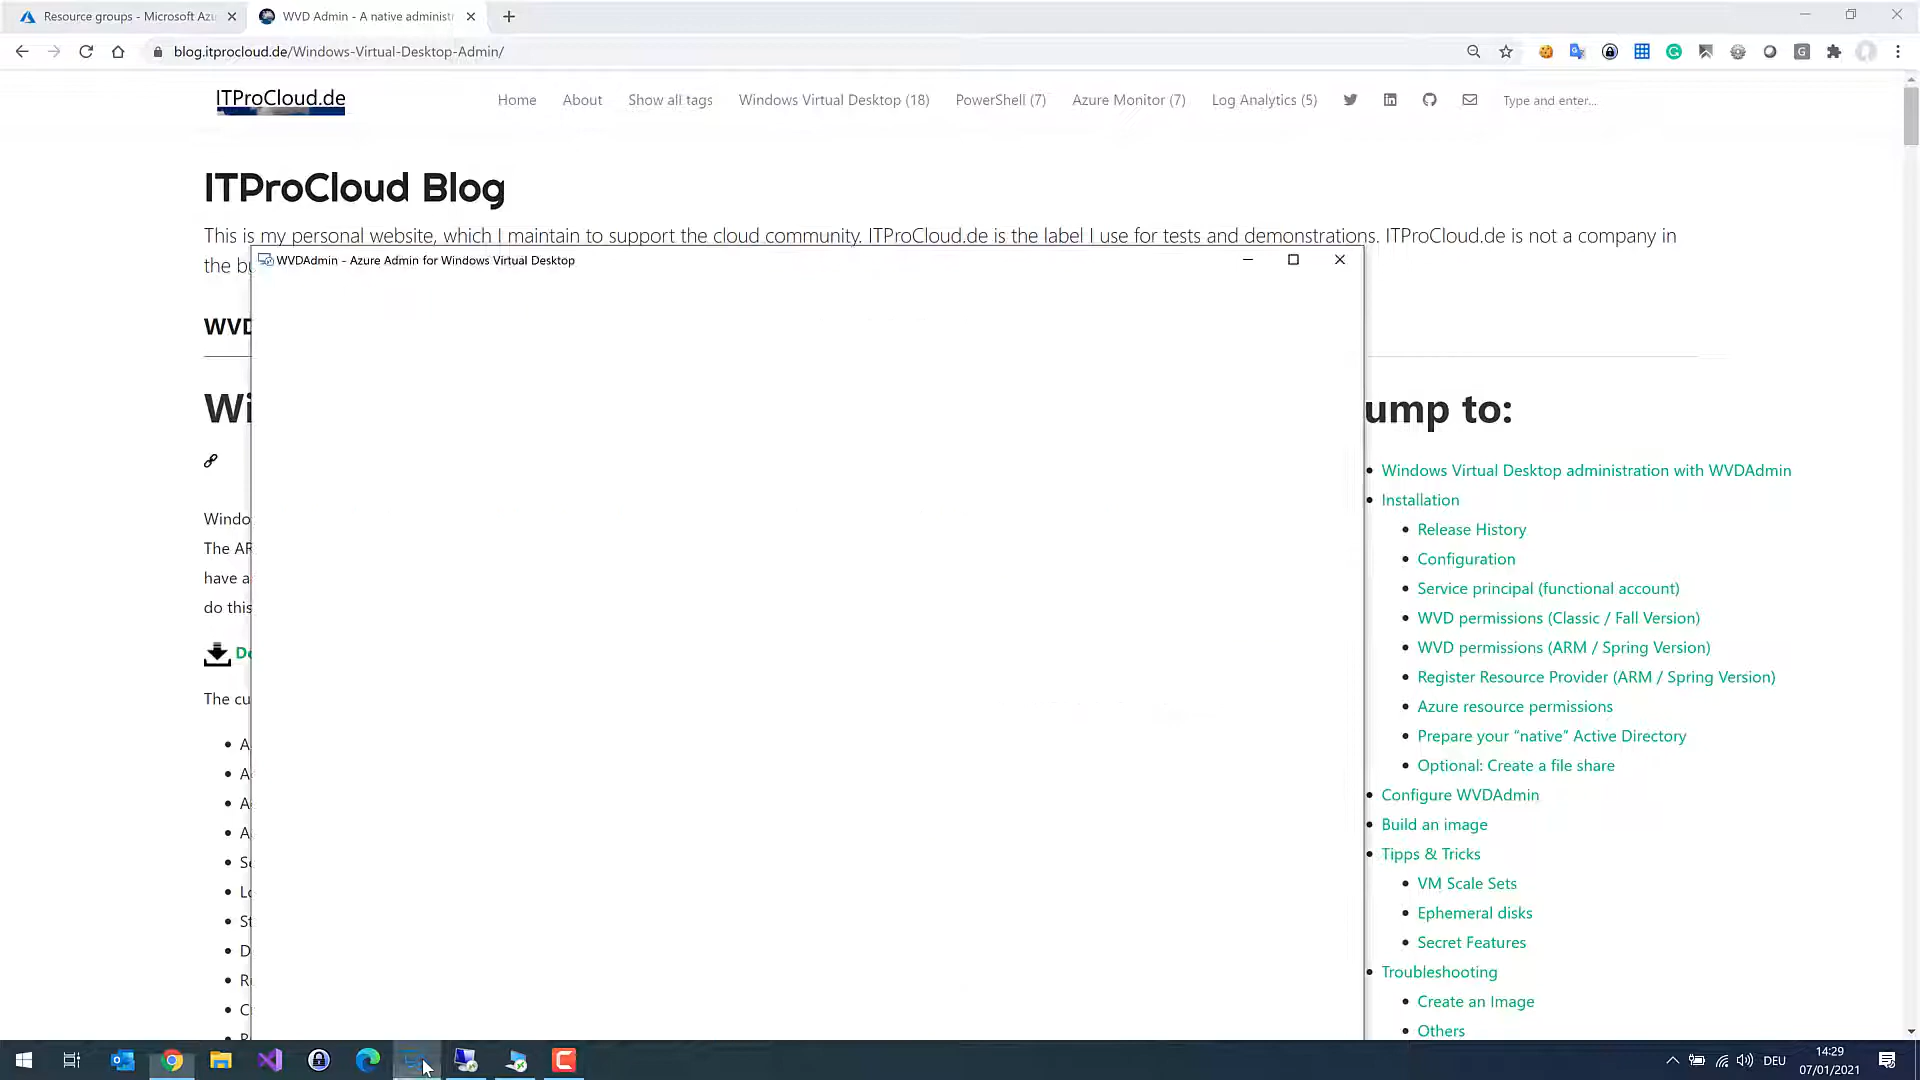 Resource groups - Microsoft Azu
WVD Admin - A native administr
blog.itprocloud.de/Windows-Virtual-Desktop-Admin/
ITProCloud.de
Home
About
Show all tags
Windows Virtual Desktop (18)
PowerShell (7)
Azure Monitor (7)
Log Analytics (5)
Type and enter...
ITProCloud Blog
This is my personal website, which I maintain to support the cloud community. ITProCloud.de is the label I use for tests and demonstrations. ITProCloud.de is not a company in
the b
WVDAdmin - Azure Admin for Windows Virtual Desktop
WVD
Wi
ump to:
Windows Virtual Desktop administration with WVDAdmin
Installation
Release History
Configuration
Service principal (functional account)
WVD permissions (Classic / Fall Version)
WVD permissions (ARM / Spring Version)
Register Resource Provider (ARM / Spring Version)
Azure resource permissions
Prepare your “native” Active Directory
Optional: Create a file share
Configure WVDAdmin
Build an image
Tipps & Tricks
VM Scale Sets
Ephemeral disks
Secret Features
Troubleshooting
Create an Image
Others
Windo
The AR
have a
do this
De
The cu
A
A
A
A
Se
Lo
St
D
R
C
DEU
14:29
07/01/2021